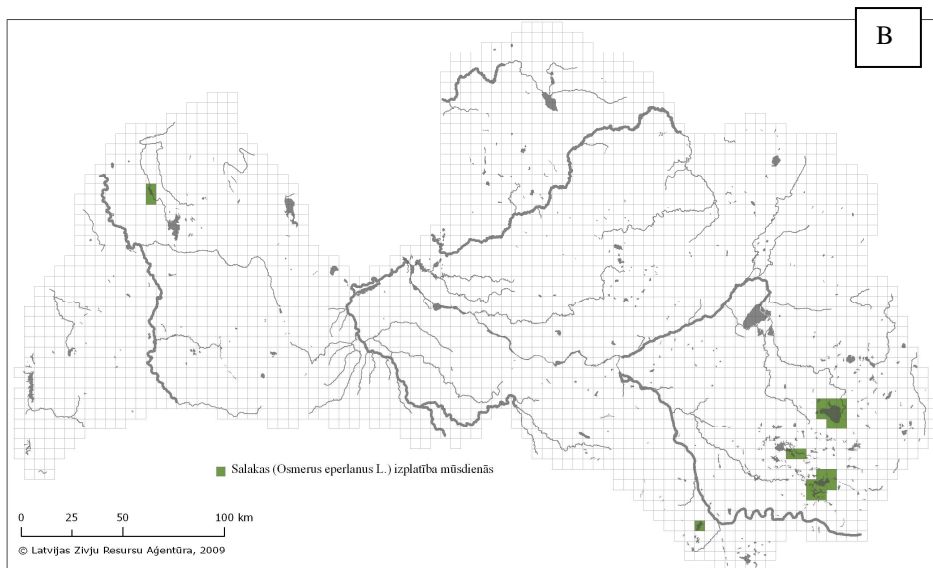 B
Salakas (Osmerus eperlanus L.) izplatība mūsdienās
0 25 50 100 km
© Latvijas Zivju Resursu Aģentūra, 2009